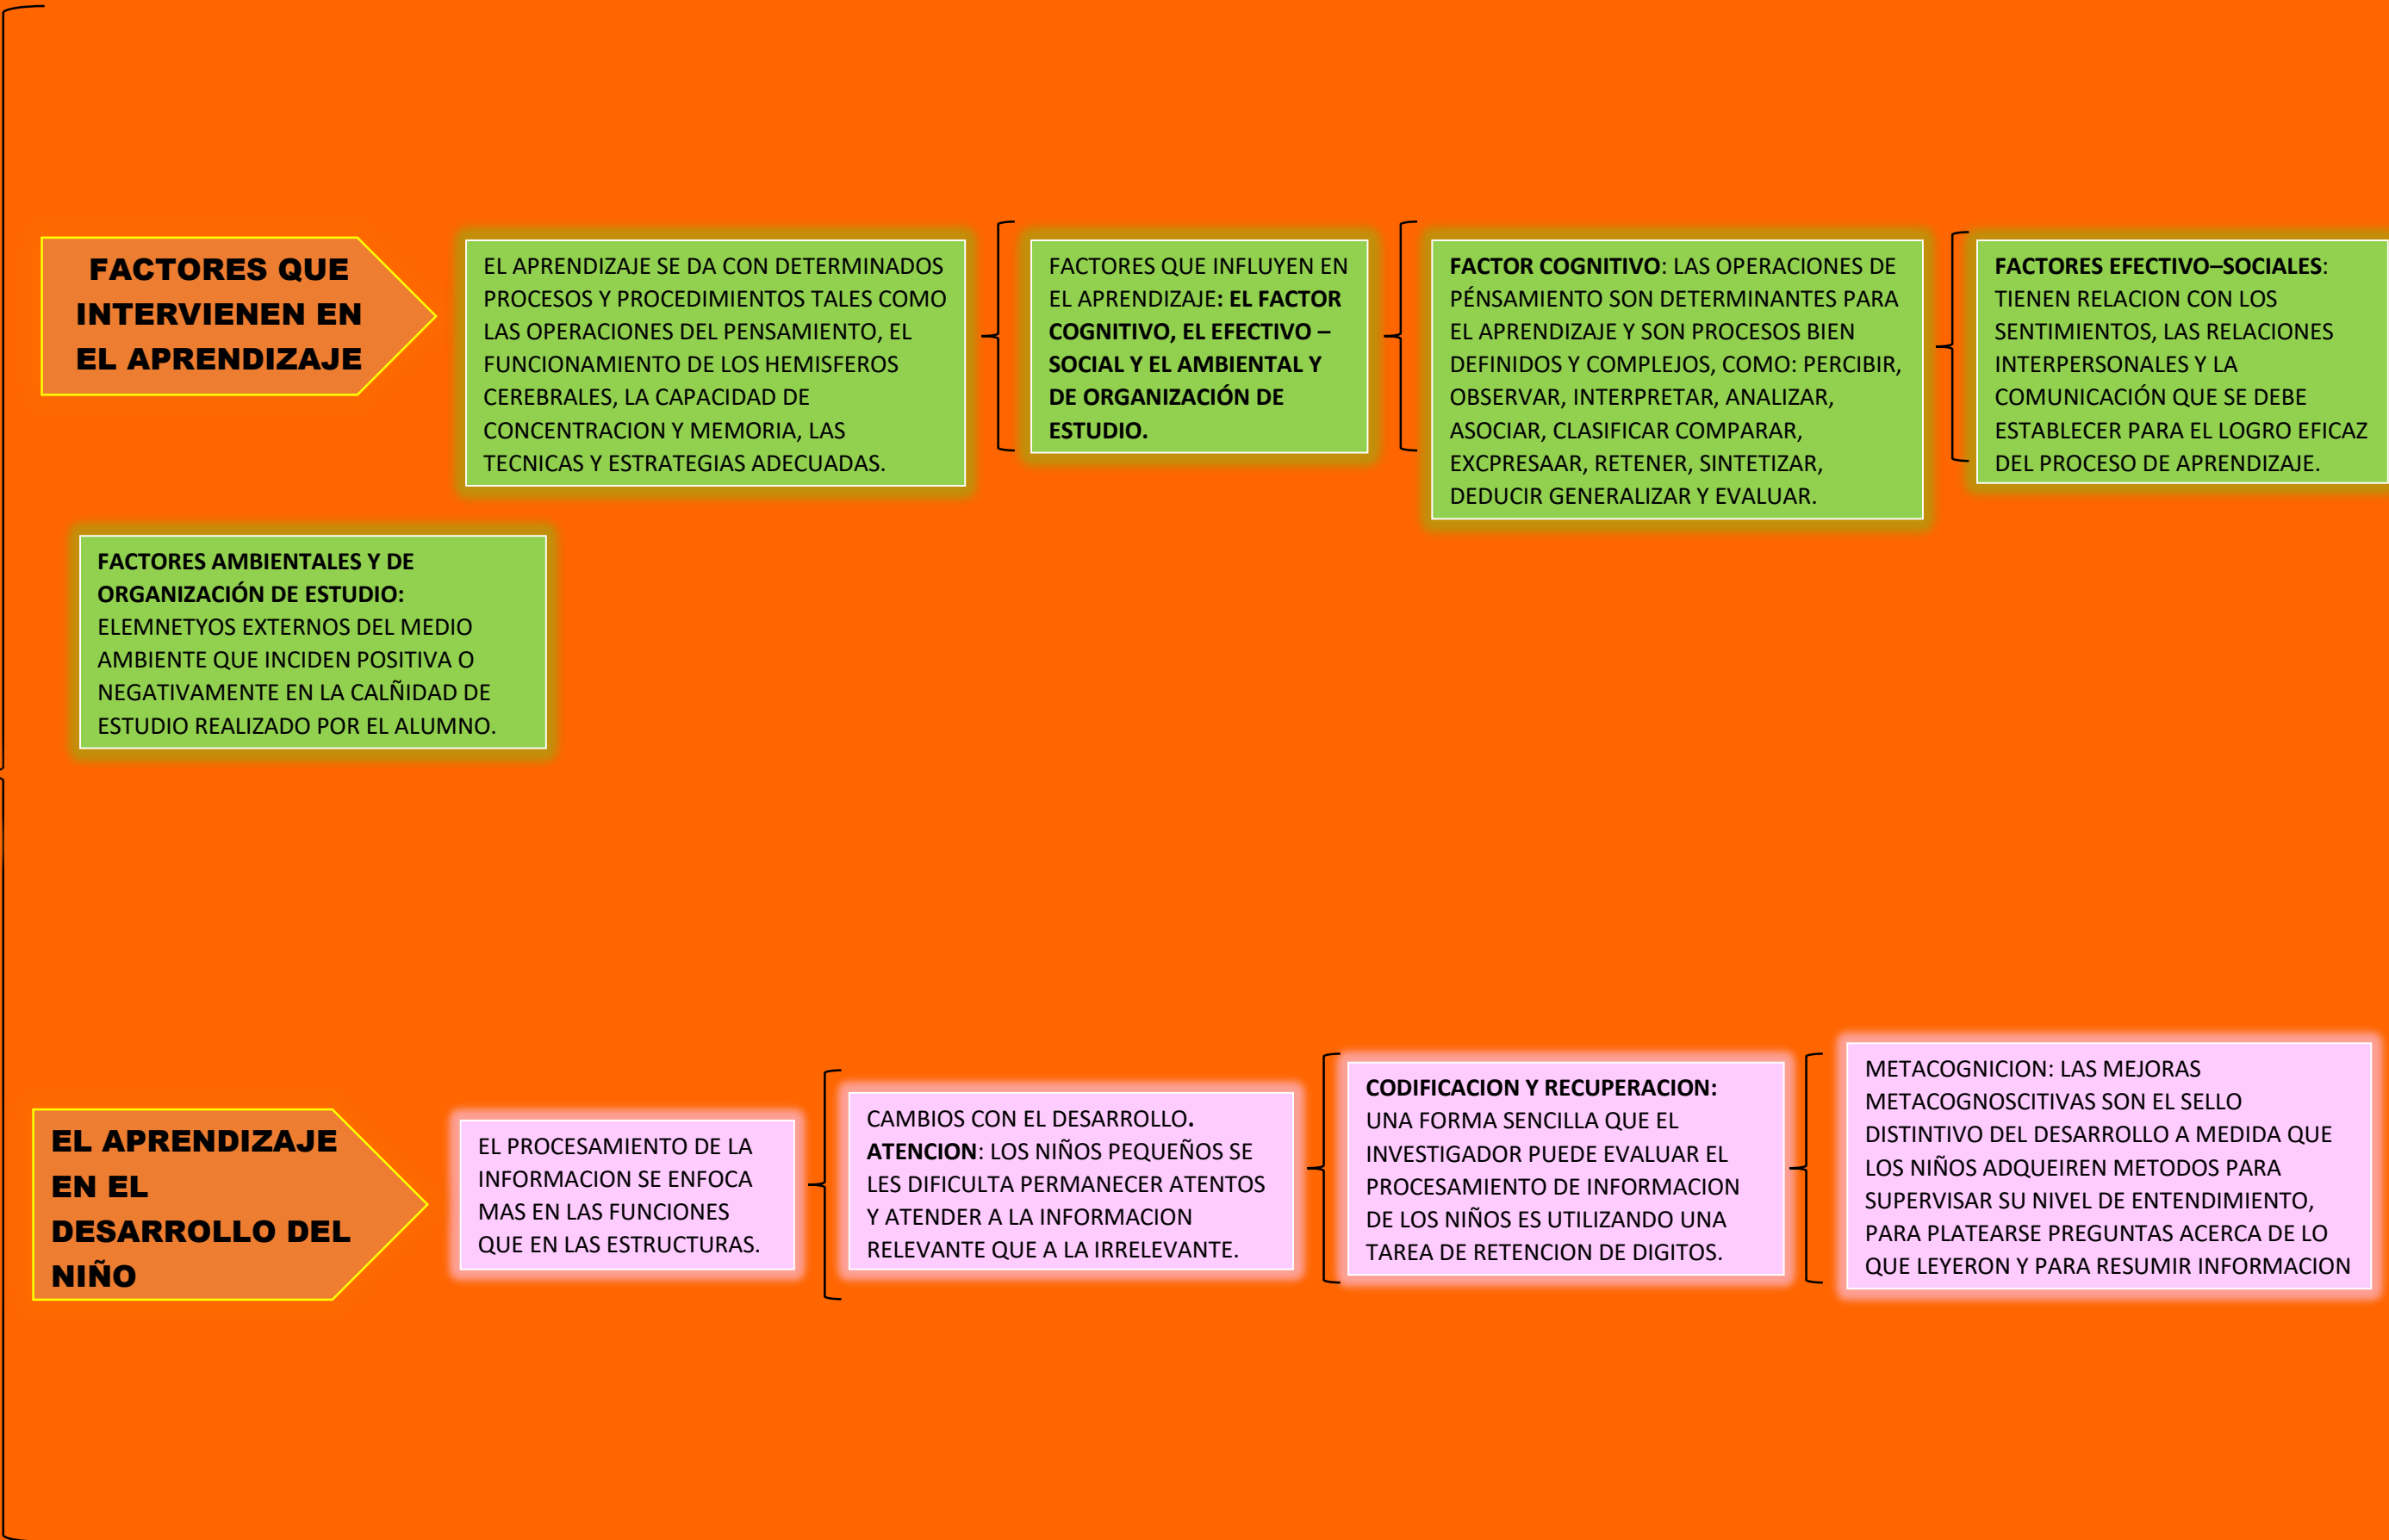 FACTORES QUE
INTERVIENEN EN
EL APRENDIZAJE
EL APRENDIZAJE SE DA CON DETERMINADOS
PROCESOS Y PROCEDIMIENTOS TALES COMO
LAS OPERACIONES DEL PENSAMIENTO, EL
FUNCIONAMIENTO DE LOS HEMISFEROS
CEREBRALES, LA CAPACIDAD DE
CONCENTRACION Y MEMORIA, LAS
TECNICAS Y ESTRATEGIAS ADECUADAS.
FACTORES QUE INFLUYEN EN
EL APRENDIZAJE: EL FACTOR
COGNITIVO, EL EFECTIVO –
SOCIAL Y EL AMBIENTAL Y
DE ORGANIZACIÓN DE
ESTUDIO.
FACTOR COGNITIVO: LAS OPERACIONES DE
PÉNSAMIENTO SON DETERMINANTES PARA
EL APRENDIZAJE Y SON PROCESOS BIEN
DEFINIDOS Y COMPLEJOS, COMO: PERCIBIR,
OBSERVAR, INTERPRETAR, ANALIZAR,
ASOCIAR, CLASIFICAR COMPARAR,
EXCPRESAAR, RETENER, SINTETIZAR,
DEDUCIR GENERALIZAR Y EVALUAR.
FACTORES EFECTIVO–SOCIALES:
TIENEN RELACION CON LOS
SENTIMIENTOS, LAS RELACIONES
INTERPERSONALES Y LA
COMUNICACIÓN QUE SE DEBE
ESTABLECER PARA EL LOGRO EFICAZ
DEL PROCESO DE APRENDIZAJE.
FACTORES AMBIENTALES Y DE
ORGANIZACIÓN DE ESTUDIO:
ELEMNETYOS EXTERNOS DEL MEDIO
AMBIENTE QUE INCIDEN POSITIVA O
NEGATIVAMENTE EN LA CALÑIDAD DE
ESTUDIO REALIZADO POR EL ALUMNO.
EL APRENDIZAJE
EN EL
DESARROLLO DEL
NIÑO
EL PROCESAMIENTO DE LA
INFORMACION SE ENFOCA
MAS EN LAS FUNCIONES
QUE EN LAS ESTRUCTURAS.
CAMBIOS CON EL DESARROLLO.
ATENCION: LOS NIÑOS PEQUEÑOS SE
LES DIFICULTA PERMANECER ATENTOS
Y ATENDER A LA INFORMACION
RELEVANTE QUE A LA IRRELEVANTE.
CODIFICACION Y RECUPERACION:
UNA FORMA SENCILLA QUE EL
INVESTIGADOR PUEDE EVALUAR EL
PROCESAMIENTO DE INFORMACION
DE LOS NIÑOS ES UTILIZANDO UNA
TAREA DE RETENCION DE DIGITOS.
METACOGNICION: LAS MEJORAS
METACOGNOSCITIVAS SON EL SELLO
DISTINTIVO DEL DESARROLLO A MEDIDA QUE
LOS NIÑOS ADQUEIREN METODOS PARA
SUPERVISAR SU NIVEL DE ENTENDIMIENTO,
PARA PLATEARSE PREGUNTAS ACERCA DE LO
QUE LEYERON Y PARA RESUMIR INFORMACION